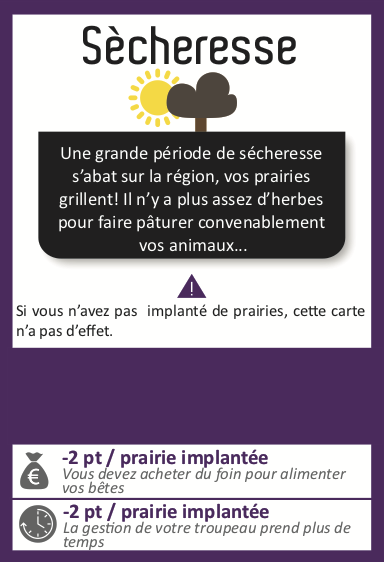 Sècheresse
Une grande période de sécheresse
s'abat sur la région, vos prairies
grillent! Il n'y a plus assez d'herbes
pour faire pâturer convenablement
vos animaux...
!
Si vous n'avez pas implanté de prairies, cette carte
n'a pas d'effet.
-2 pt / prairie implantée
Vous devez acheter du foin pour alimenter
vos bêtes
€
-2 pt / prairie implantée
La gestion de votre troupeau prend plus de
temps